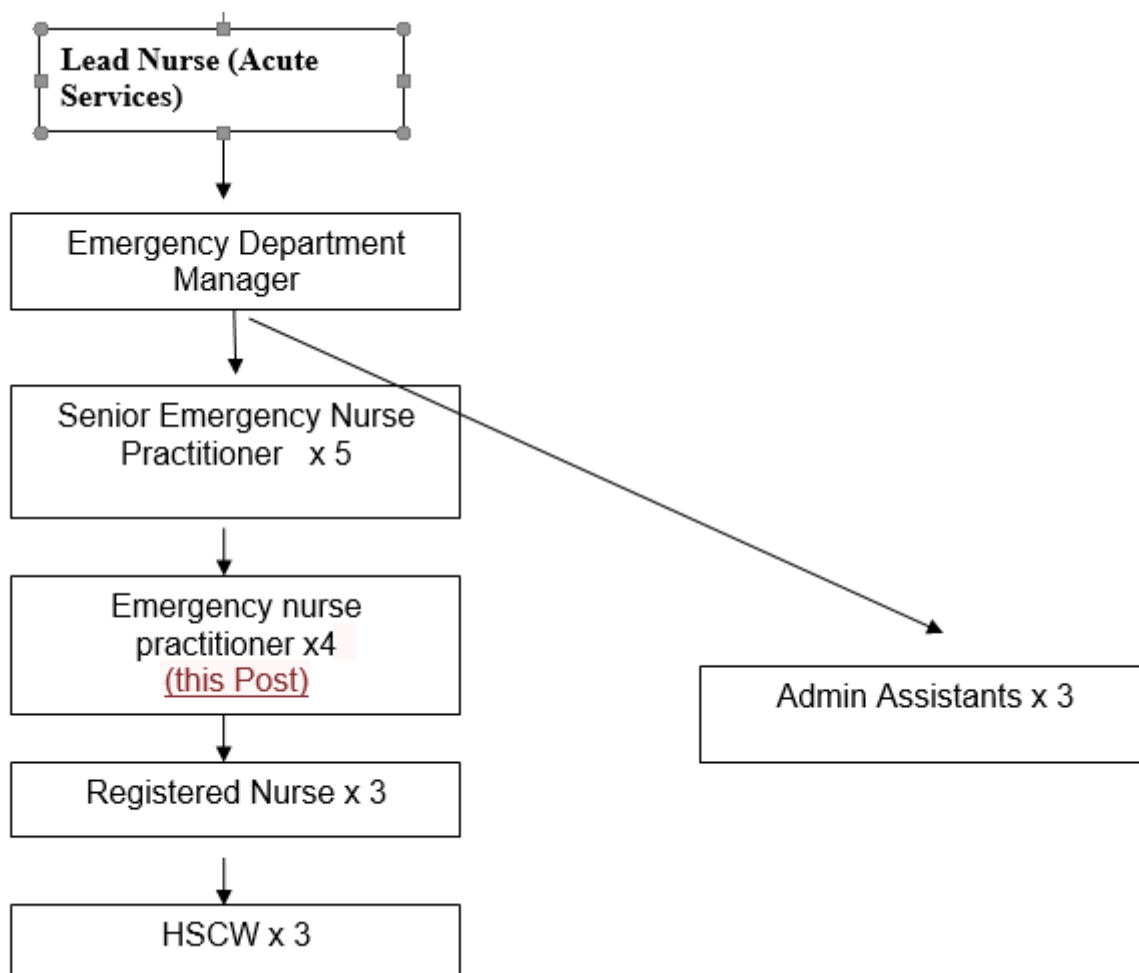 Lead Nurse (Acute
Services)
Emergency Department
Manager
Senior Emergency Nurse
Practitioner   x 5
Emergency nurse
practitioner x4
(this Post)
Admin Assistants x 3
Registered Nurse x 3
HSCW x 3